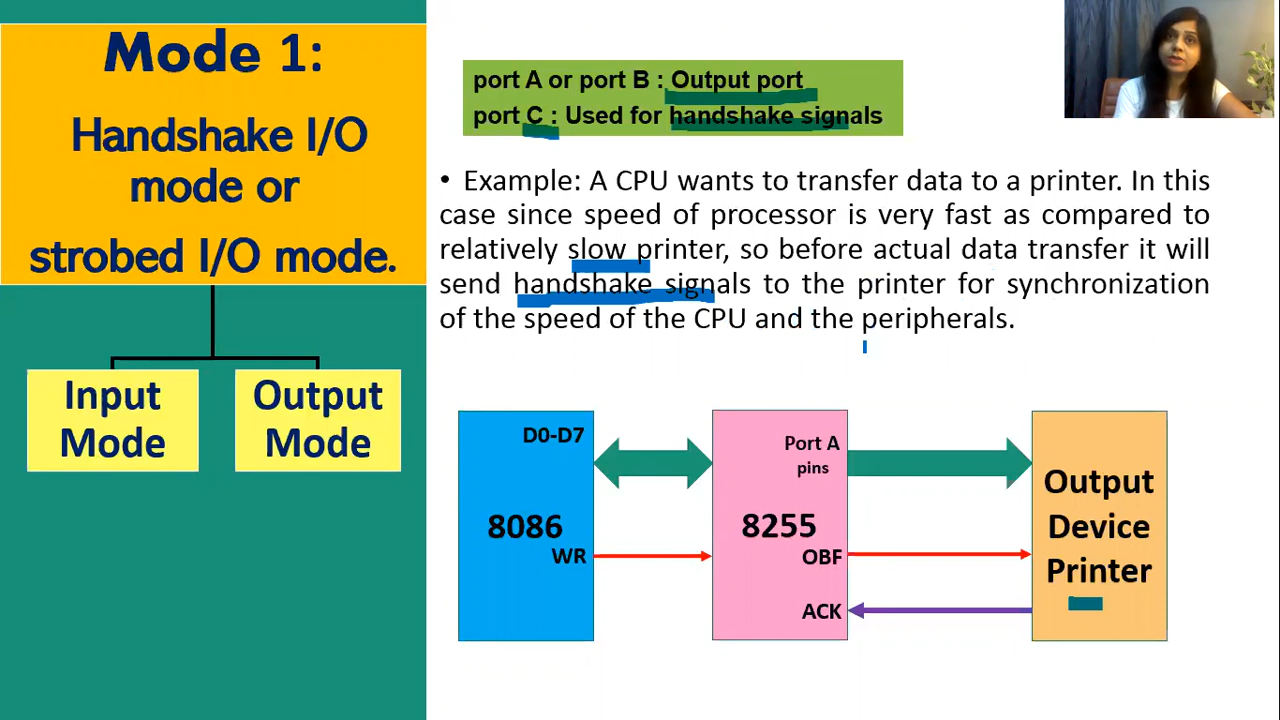 Mode 1:
Handshake I/O
mode or
strobed I/O mode.
Input
Mode
Output
Mode
port A or port B : Output port
port C : Used for handshake signals
• Example: A CPU wants to transfer data to a printer. In this
case since speed of processor is very fast as compared to
relatively slow printer, so before actual data transfer it will
send handshake signals to the printer for synchronization
of the speed of the CPU and the peripherals.
D0-D7
8086
WR
Port A
pins
8255
OBF
ACK
Output
Device
Printer